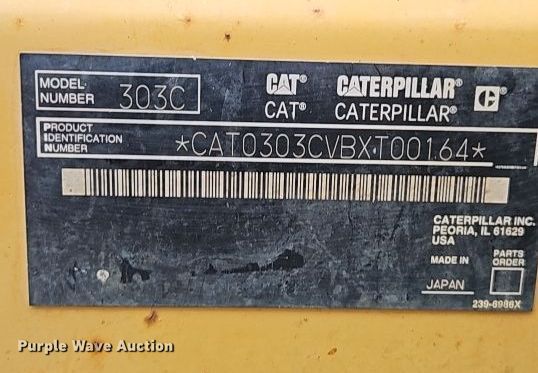 MODEL NUMBER 303C
CAT® CATERPILLAR® C
CAT® CATERPILLAR®
PRODUCT IDENTIFICATION NUMBER *CAT0303CVBXT00164*
CATERPILLAR INC.
PEORIA, IL 61629
USA
MADE IN PARTS ORDER
JAPAN
239-6986X
Purple Wave Auction